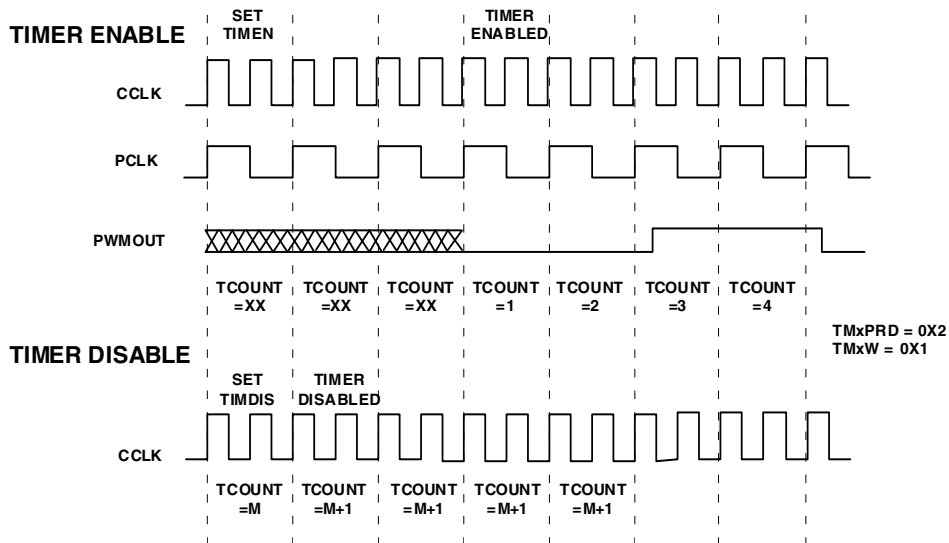 SET
TIMEN
TIMER
ENABLED
TIMER ENABLE
CCLK
PCLK
PWMOUT
TCOUNT
=XX
TCOUNT
=XX
TCOUNT
=XX
TCOUNT
=1
TCOUNT
=2
TCOUNT
=3
TCOUNT
=4
TMxPRD = 0X2
TMxW = 0X1
TIMER DISABLE
SET
TIMDIS
TIMER
DISABLED
CCLK
TCOUNT
=M
TCOUNT
=M+1
TCOUNT
=M+1
TCOUNT
=M+1
TCOUNT
=M+1